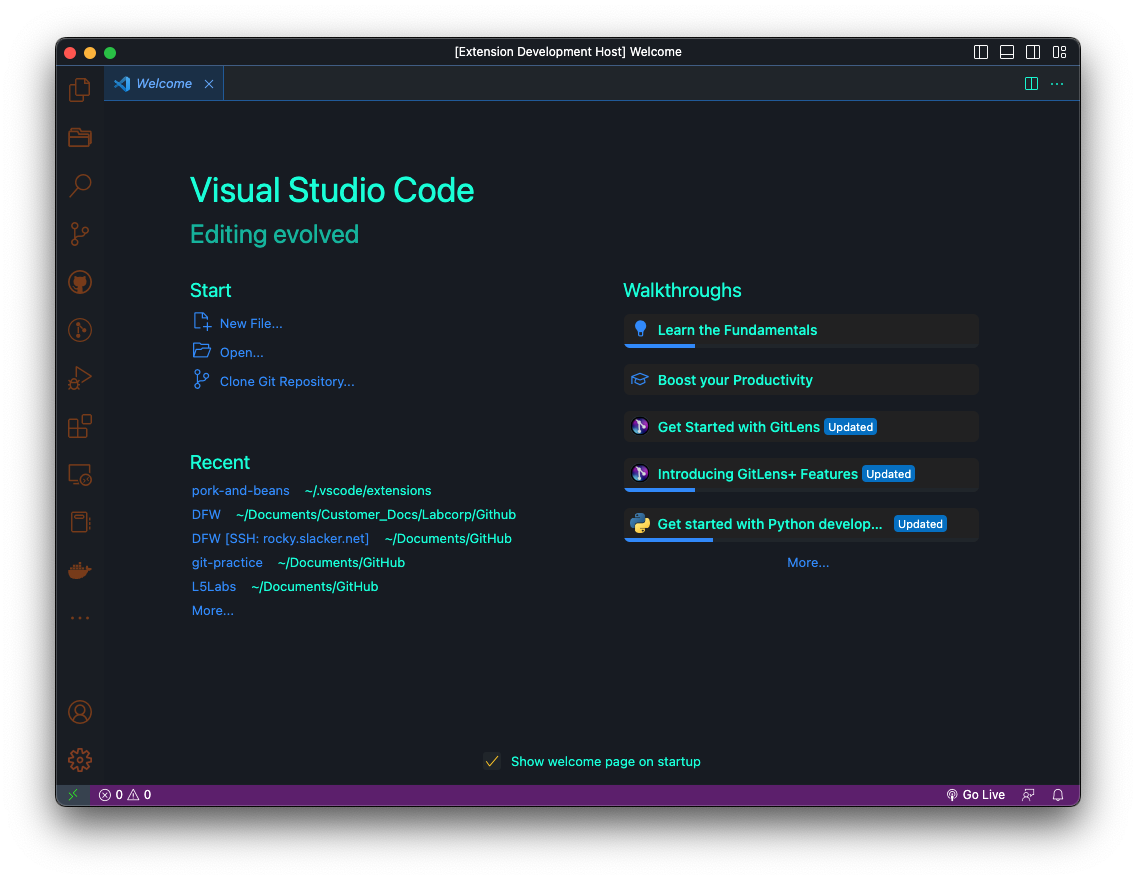 [Extension Development Host] Welcome
Welcome
Visual Studio Code
Editing evolved
Start
New File...
Open...
Clone Git Repository...
Recent
pork-and-beans ~/.vscode/extensions
DFW ~/Documents/Customer_Docs/Labcorp/Github
DFW [SSH: rocky.slacker.net] ~/Documents/GitHub
git-practice ~/Documents/GitHub
L5Labs ~/Documents/GitHub
More...
Walkthroughs
Learn the Fundamentals
Boost your Productivity
Get Started with GitLens Updated
Introducing GitLens+ Features Updated
Get started with Python develop... Updated
More...
Show welcome page on startup
0 0 Go Live